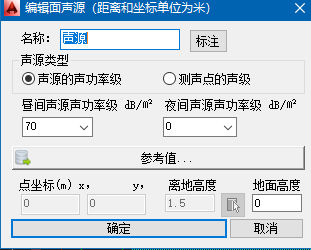 编辑面声源（距离和坐标单位为米）
名称： 声源 标注
声源类型
声源的声功率级 测声点的声级
昼间声源声功率级 dB/m² 夜间声源声功率级 dB/m²
70 0
参考值...
点坐标(m) x， y， 离地高度 地面高度
0 0 1.5 0
确定 取消